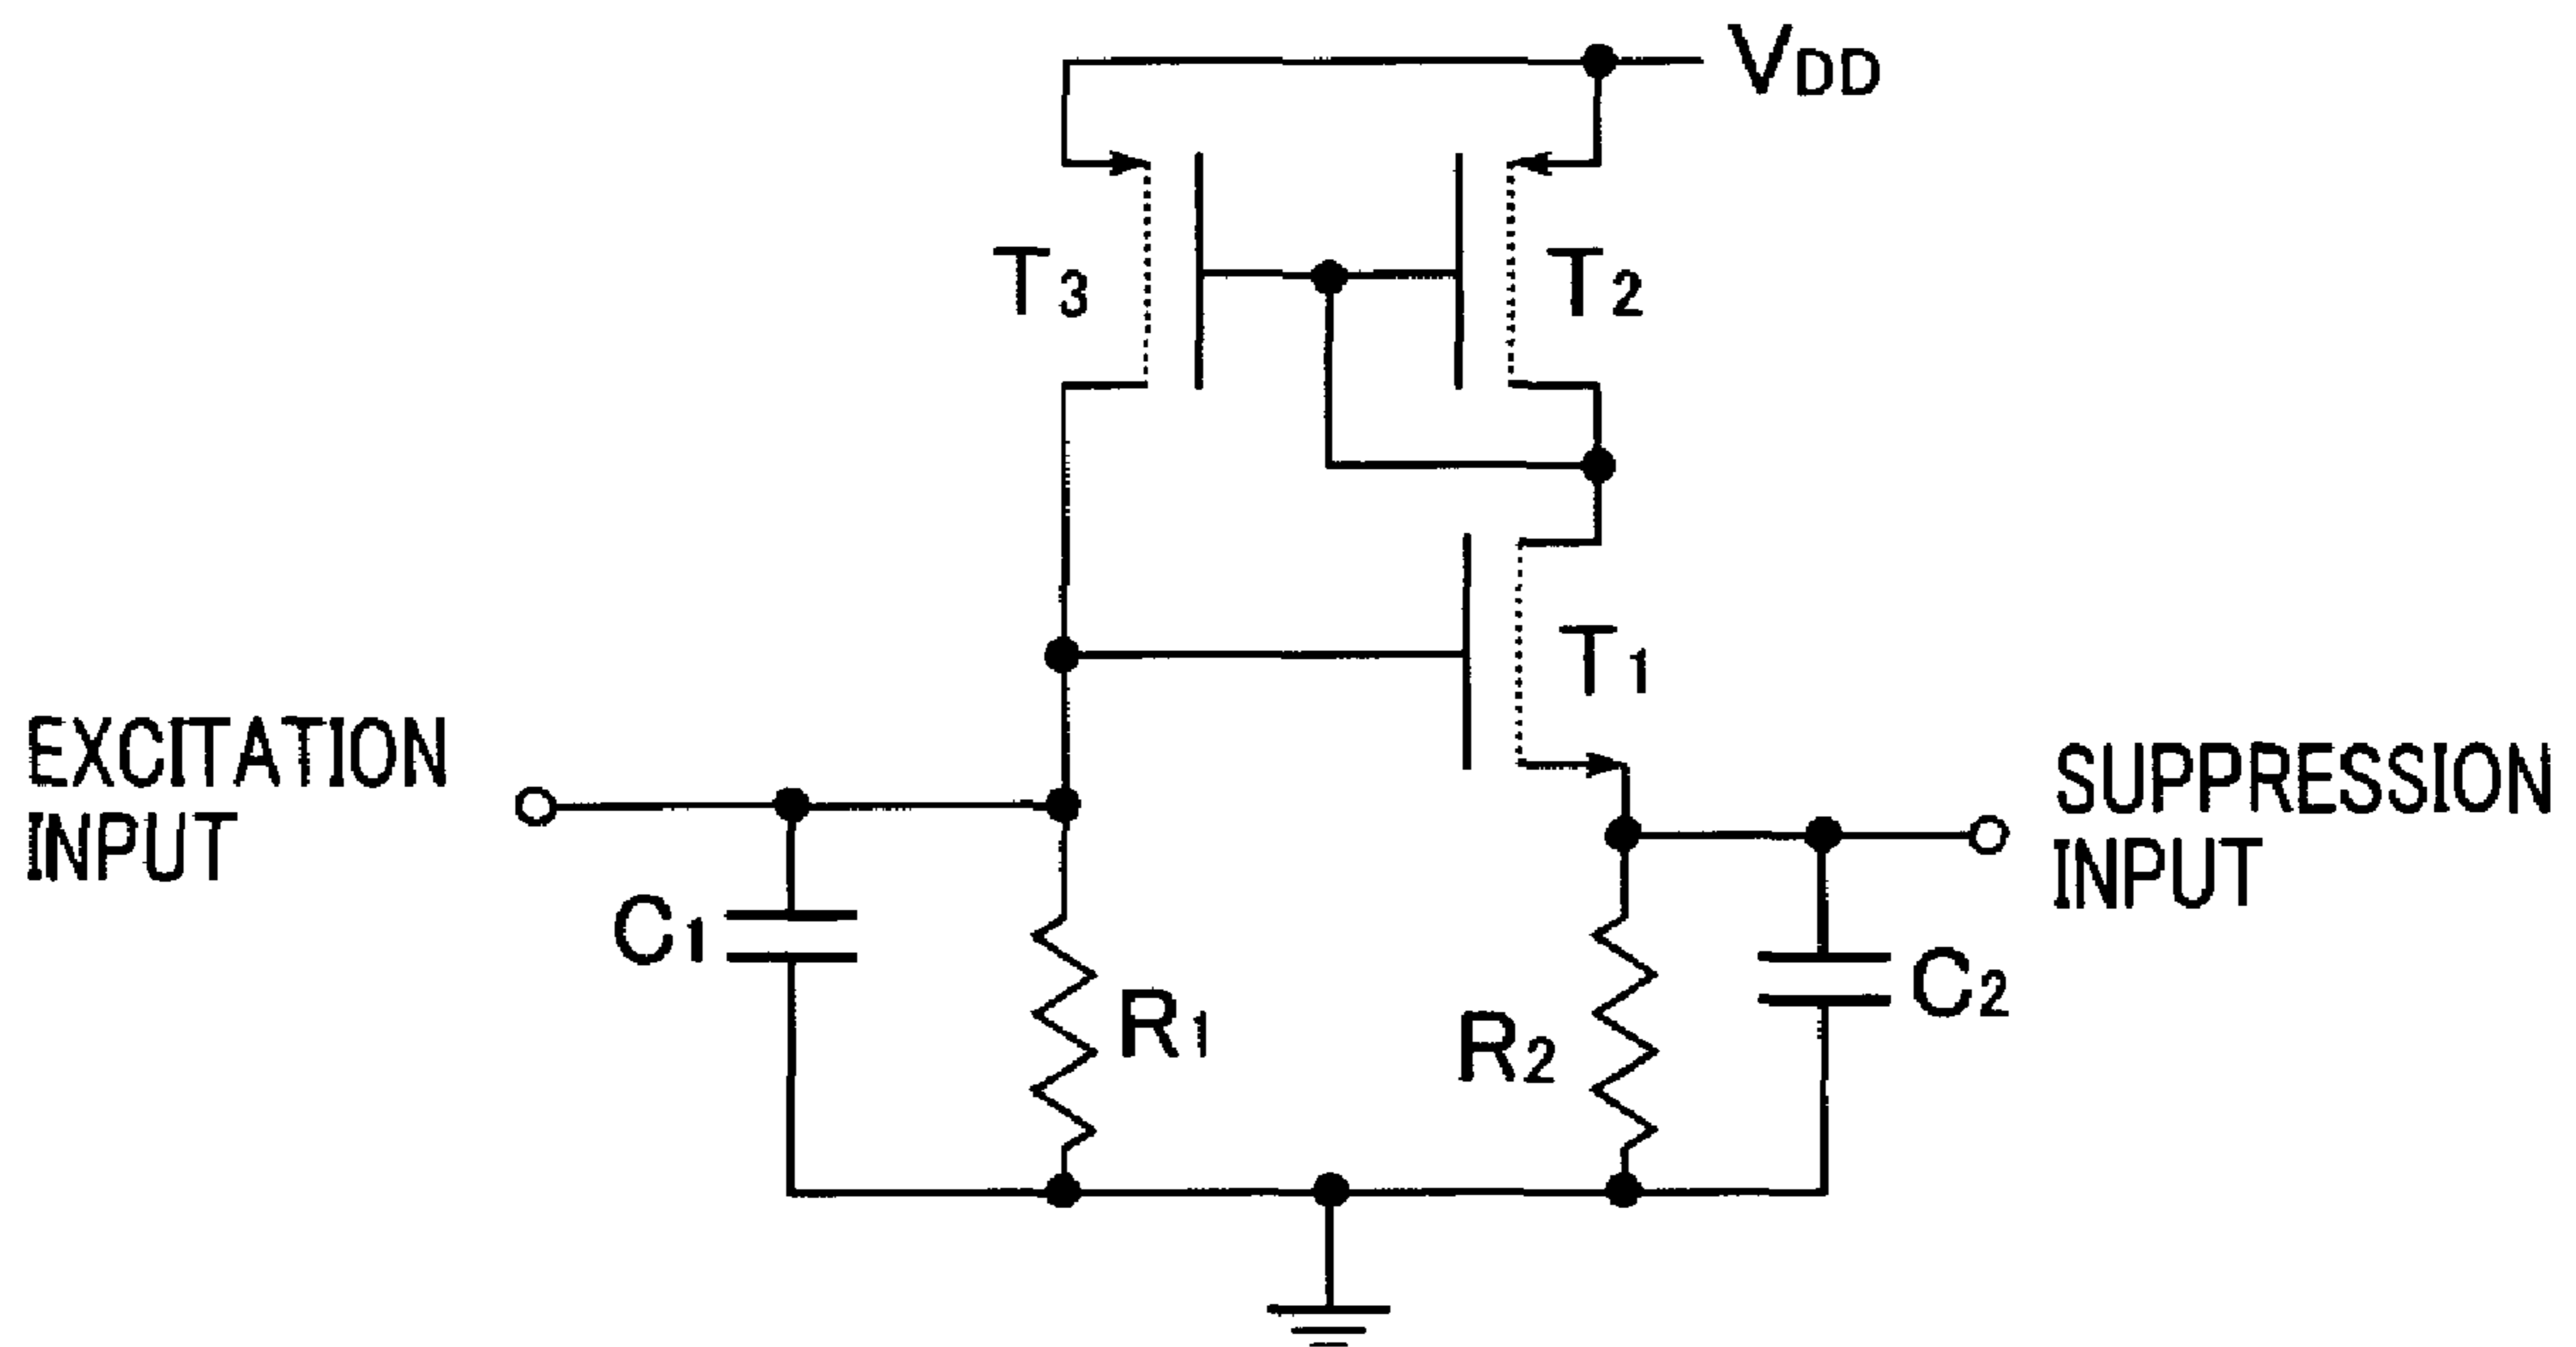 VDD
T3
T2
T1
EXCITATION
INPUT
SUPPRESSION
INPUT
C1
R1
R2
C2